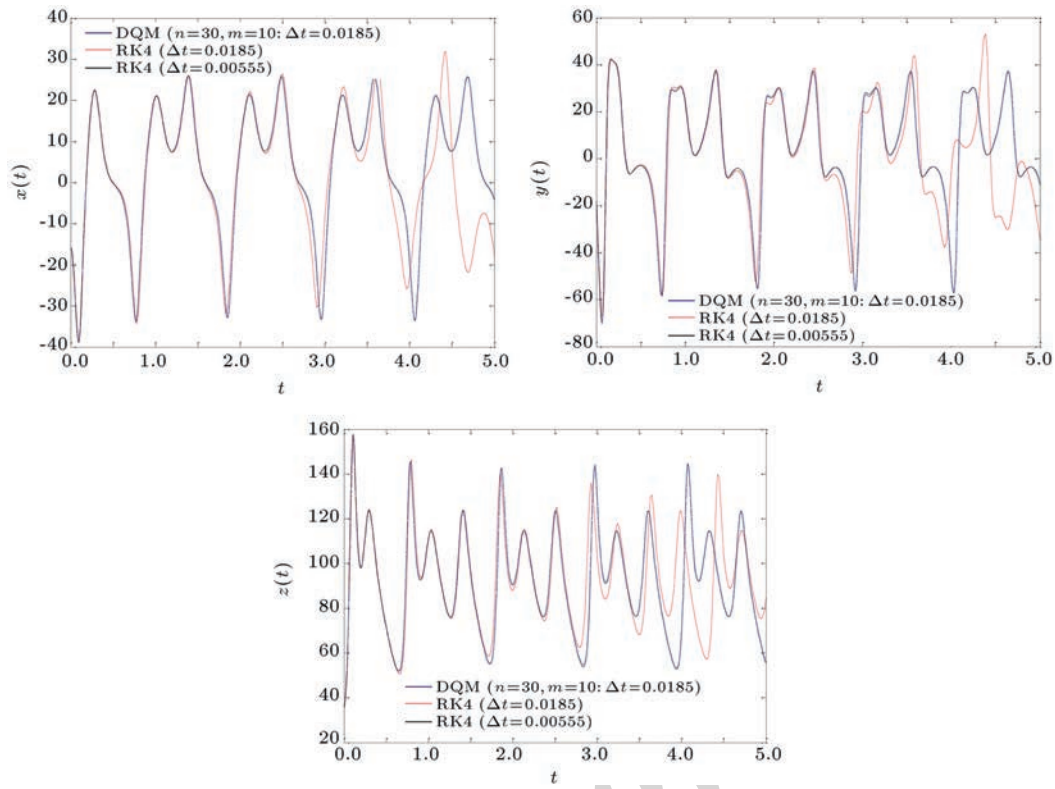 40
30
20
10
0
-10
-20
-30
-40
x(t)
DQM (n=30, m=10: Δt=0.0185)
RK4 (Δt=0.0185)
RK4 (Δt=0.00555)
0.0 1.0 2.0 3.0 4.0 5.0
t
60
40
20
0
-20
-40
-60
-80
y(t)
DQM (n=30, m=10: Δt=0.0185)
RK4 (Δt=0.0185)
RK4 (Δt=0.00555)
0.0 1.0 2.0 3.0 4.0 5.0
t
160
140
120
100
80
60
40
20
z(t)
DQM (n=30, m=10: Δt=0.0185)
RK4 (Δt=0.0185)
RK4 (Δt=0.00555)
0.0 1.0 2.0 3.0 4.0 5.0
t